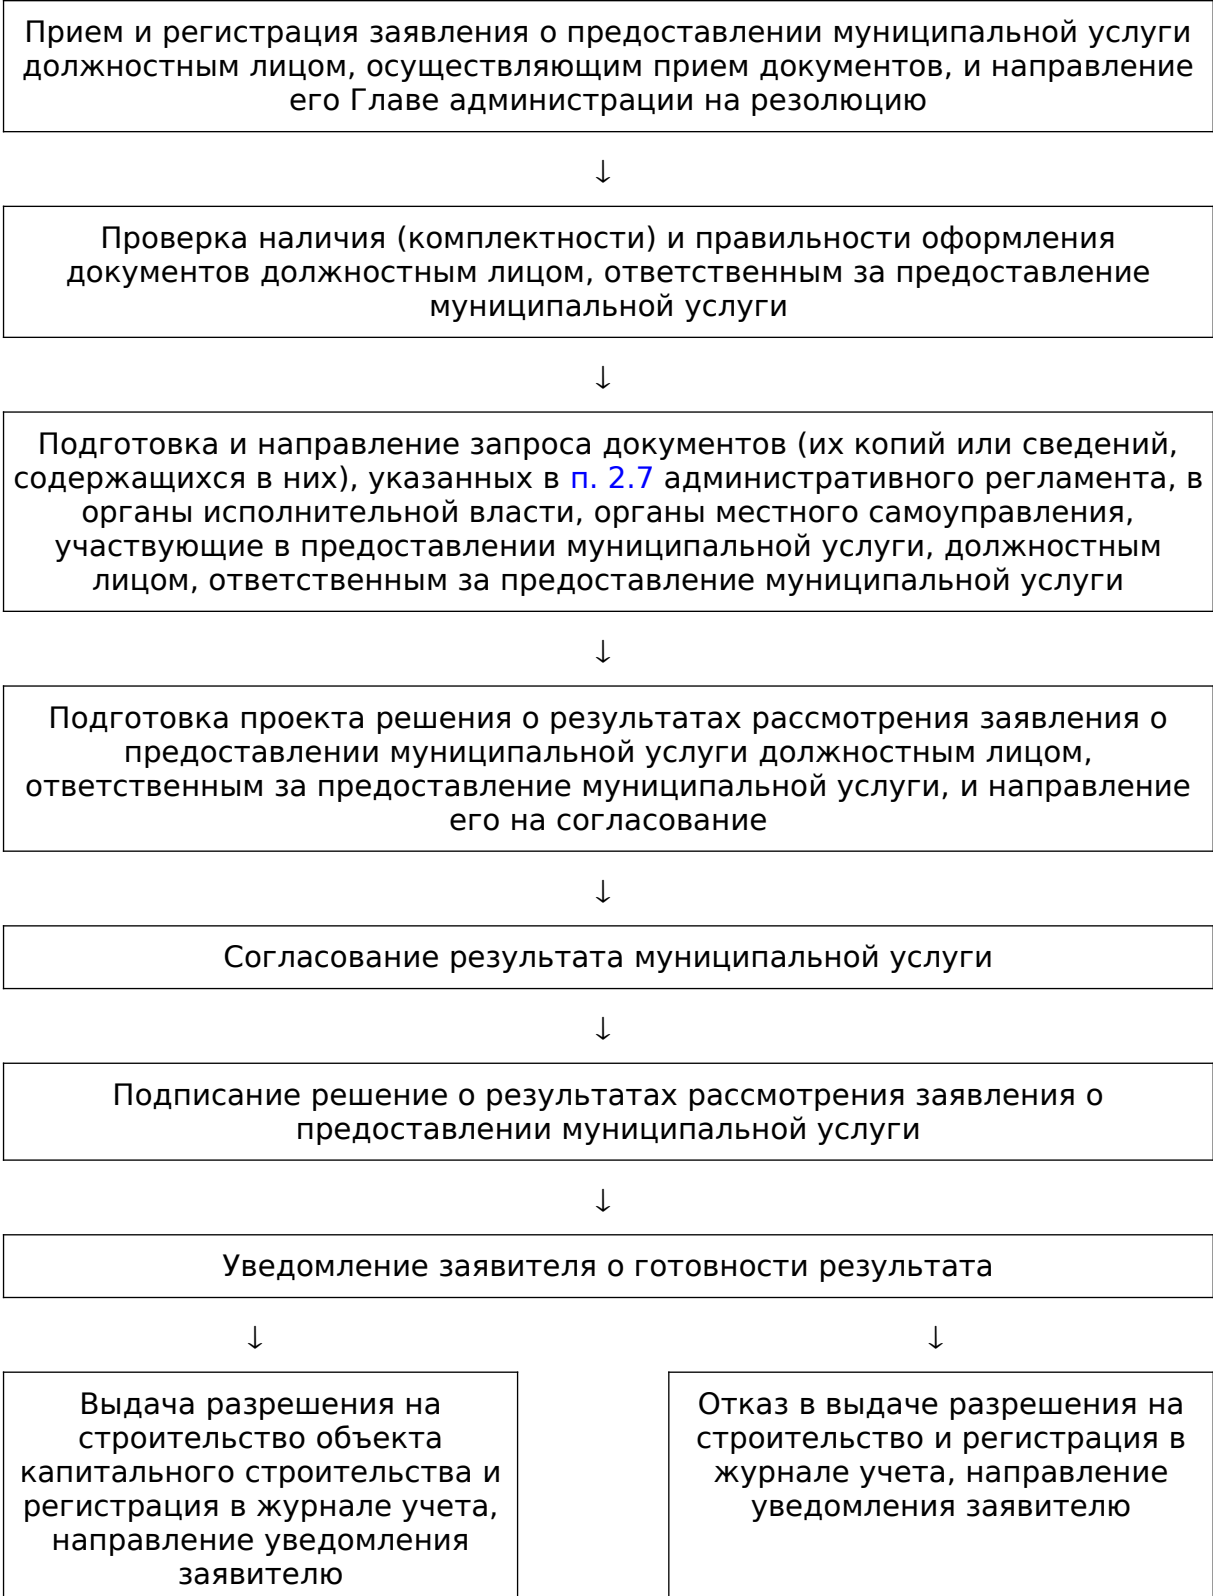 Прием и регистрация заявления о предоставлении муниципальной услуги
должностным лицом, осуществляющим прием документов, и направление
его Главе администрации на резолюцию
↓
Проверка наличия (комплектности) и правильности оформления
документов должностным лицом, ответственным за предоставление
муниципальной услуги
↓
Подготовка и направление запроса документов (их копий или сведений,
содержащихся в них), указанных в п. 2.7 административного регламента, в
органы исполнительной власти, органы местного самоуправления,
участвующие в предоставлении муниципальной услуги, должностным
лицом, ответственным за предоставление муниципальной услуги
↓
Подготовка проекта решения о результатах рассмотрения заявления о
предоставлении муниципальной услуги должностным лицом,
ответственным за предоставление муниципальной услуги, и направление
его на согласование
↓
Согласование результата муниципальной услуги
↓
Подписание решение о результатах рассмотрения заявления о
предоставлении муниципальной услуги
↓
Уведомление заявителя о готовности результата
↓ ↓
Выдача разрешения на
строительство объекта
капитального строительства и
регистрация в журнале учета,
направление уведомления
заявителю
Отказ в выдаче разрешения на
строительство и регистрация в
журнале учета, направление
уведомления заявителю